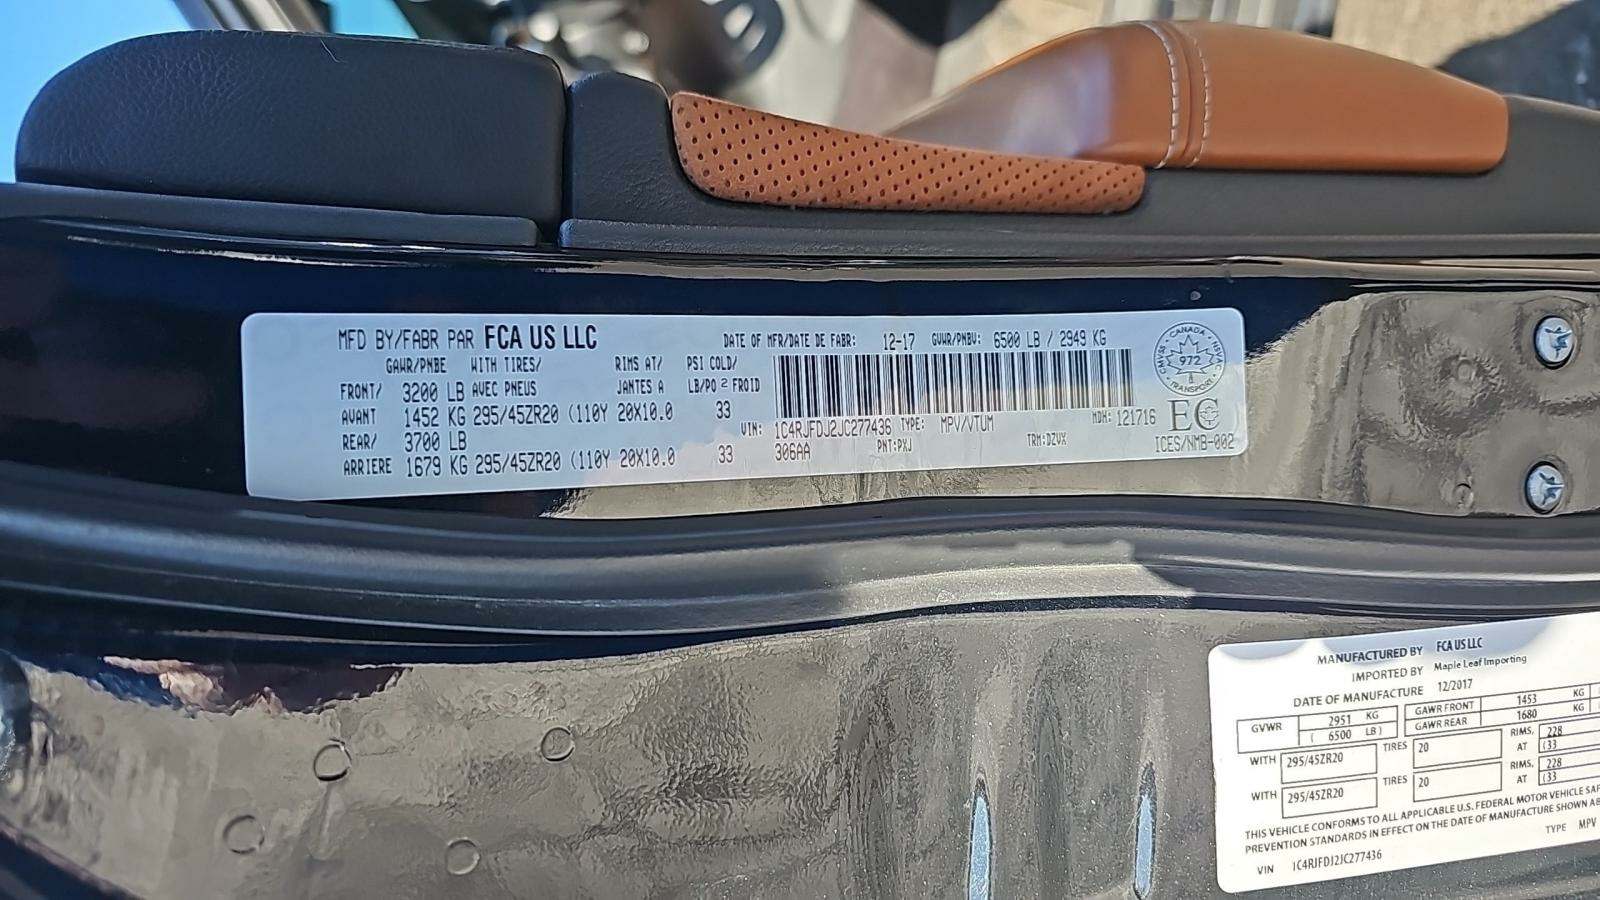 MFD BY/FABR PAR FCA US LLC
DATE OF MFR/DATE DE FABR: 12-17 GVWR/PNBV: 6500 LB / 2949 KG
GAWR/PNBE WITH TIRES/ RIMS AT/ PSI COLD/
FRONT/ 3200 LB AVEC PNEUS JANTES A LB/PO 2 FROID
AVANT 1452 KG 295/45ZR20 (110Y 20X10.0 33
REAR/ 3700 LB
ARRIERE 1679 KG 295/45ZR20 (110Y 20X10.0 33
VIN: 1C4RJFDJ2JC277436 TYPE: MPV/VTUM MDH: 121716
306AA PNT:PXJ TRM:DZVX
CANADA
972
TRANSPORT
EC
ICES/NMB-002
MANUFACTURED BY FCA US LLC
IMPORTED BY Maple Leaf Importing
DATE OF MANUFACTURE 12/2017
GVWR 2951 KG GAWR FRONT 1453 KG
( 6500 LB ) GAWR REAR 1680 KG
WITH 295/45ZR20 TIRES 20 RIMS, 228
AT (33
WITH 295/45ZR20 TIRES 20 RIMS, 228
AT (33
THIS VEHICLE CONFORMS TO ALL APPLICABLE U.S. FEDERAL MOTOR VEHICLE
PREVENTION STANDARDS IN EFFECT ON THE DATE OF MANUFACTURE SHOWN
TYPE MPV
VIN 1C4RJFDJ2JC277436